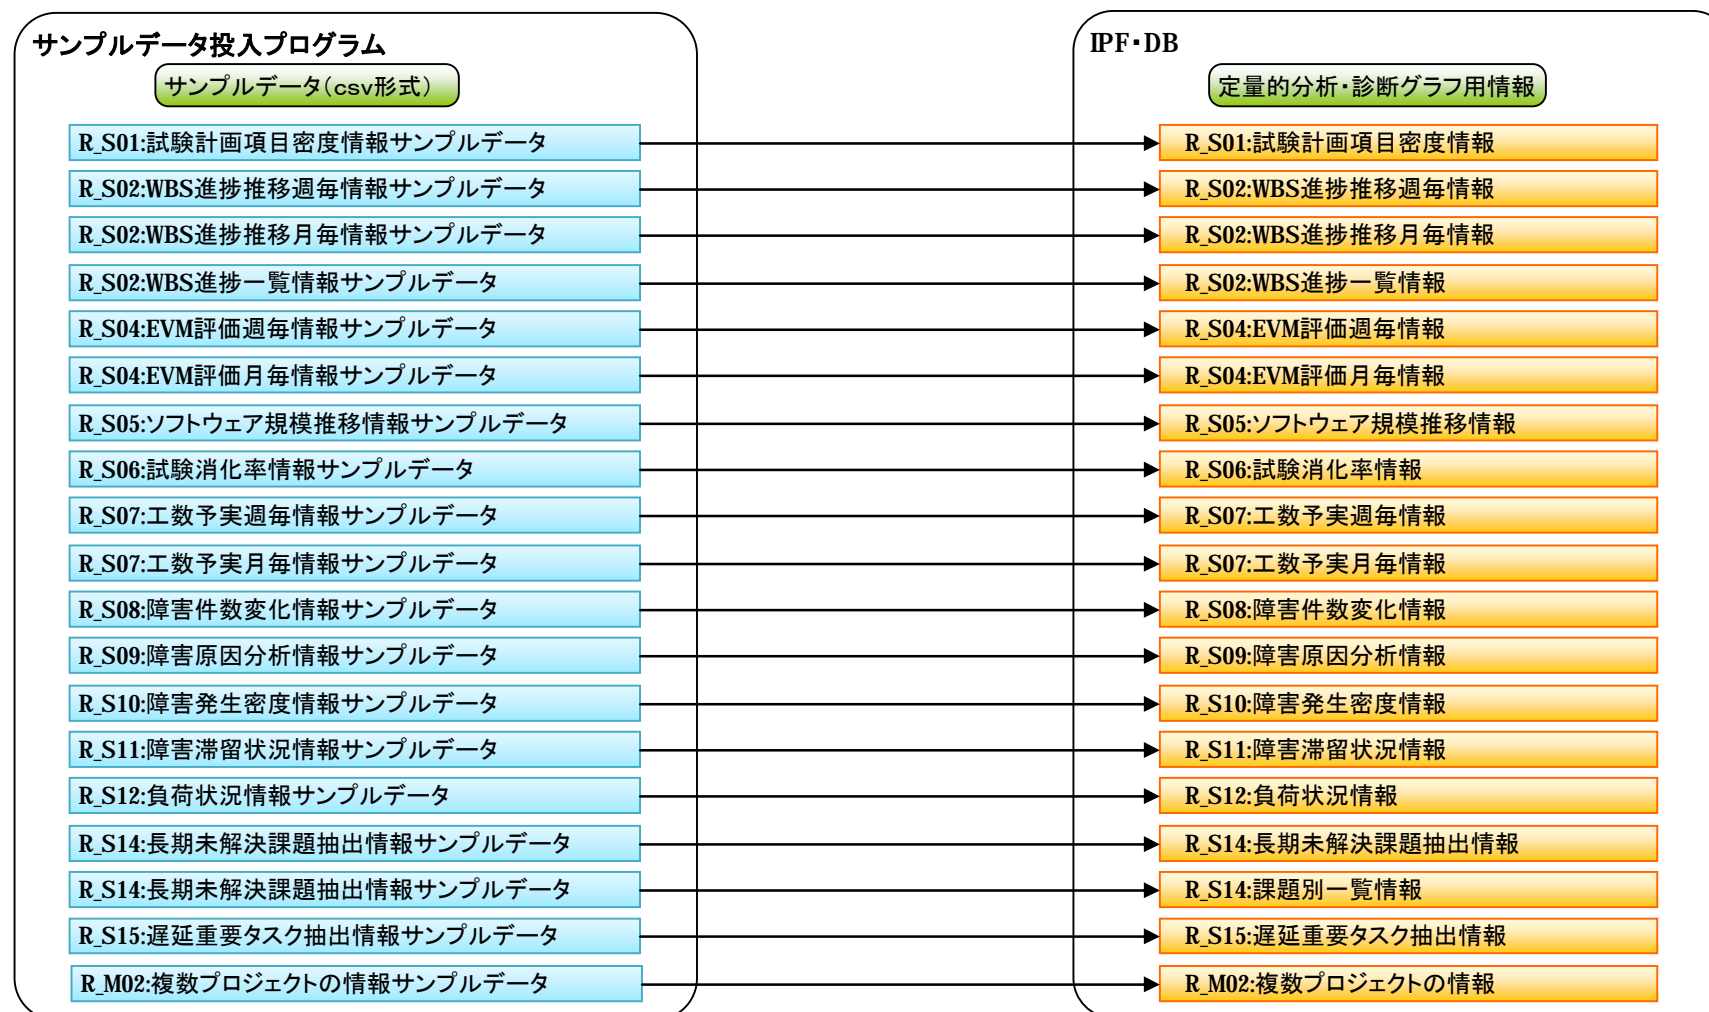 サンプルデータ投入プログラム
サンプルデータ(csv形式)
R_S01:試験計画項目密度情報サンプルデータ
R_S02:WBS進捗推移週毎情報サンプルデータ
R_S02:WBS進捗推移月毎情報サンプルデータ
R_S02:WBS進捗一覧情報サンプルデータ
R_S04:EVM評価週毎情報サンプルデータ
R_S04:EVM評価月毎情報サンプルデータ
R_S05:ソフトウェア規模推移情報サンプルデータ
R_S06:試験消化率情報サンプルデータ
R_S07:工数予実週毎情報サンプルデータ
R_S07:工数予実月毎情報サンプルデータ
R_S08:障害件数変化情報サンプルデータ
R_S09:障害原因分析情報サンプルデータ
R_S10:障害発生密度情報サンプルデータ
R_S11:障害滞留状況情報サンプルデータ
R_S12:負荷状況情報サンプルデータ
R_S14:長期未解決課題抽出情報サンプルデータ
R_S14:長期未解決課題抽出情報サンプルデータ
R_S15:遅延重要タスク抽出情報サンプルデータ
R_M02:複数プロジェクトの情報サンプルデータ
IPF・DB
定量的分析・診断グラフ用情報
R_S01:試験計画項目密度情報
R_S02:WBS進捗推移週毎情報
R_S02:WBS進捗推移月毎情報
R_S02:WBS進捗一覧情報
R_S04:EVM評価週毎情報
R_S04:EVM評価月毎情報
R_S05:ソフトウェア規模推移情報
R_S06:試験消化率情報
R_S07:工数予実週毎情報
R_S07:工数予実月毎情報
R_S08:障害件数変化情報
R_S09:障害原因分析情報
R_S10:障害発生密度情報
R_S11:障害滞留状況情報
R_S12:負荷状況情報
R_S14:長期未解決課題抽出情報
R_S14:課題別一覧情報
R_S15:遅延重要タスク抽出情報
R_M02:複数プロジェクトの情報